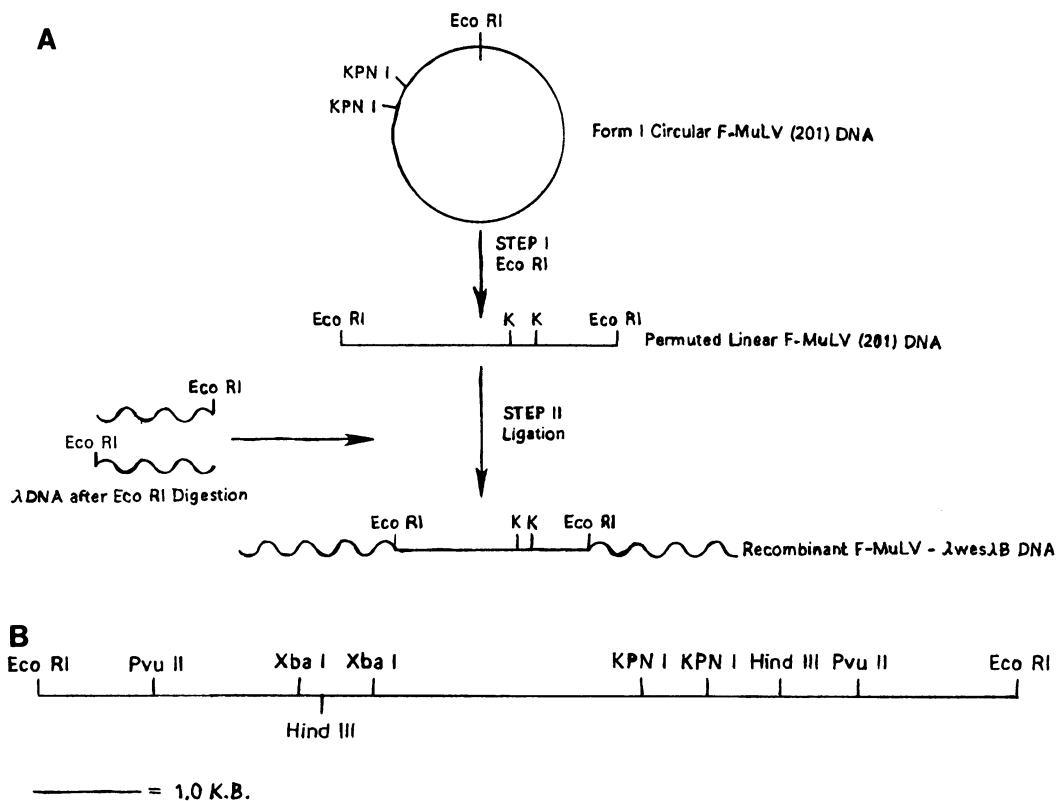 A
Eco RI
KPN I
KPN I
Form I Circular F-MuLV (201) DNA
STEP I
Eco RI
Eco RI K K Eco RI
Permuted Linear F-MuLV (201) DNA
Eco RI
STEP II
Ligation
Eco RI
λDNA after Eco RI Digestion
Eco RI K K Eco RI
Recombinant F-MuLV - λwesλB DNA
B
Eco RI Pvu II Xba I Xba I KPN I KPN I Hind III Pvu II Eco RI
Hind III
= 1.0 K.B.